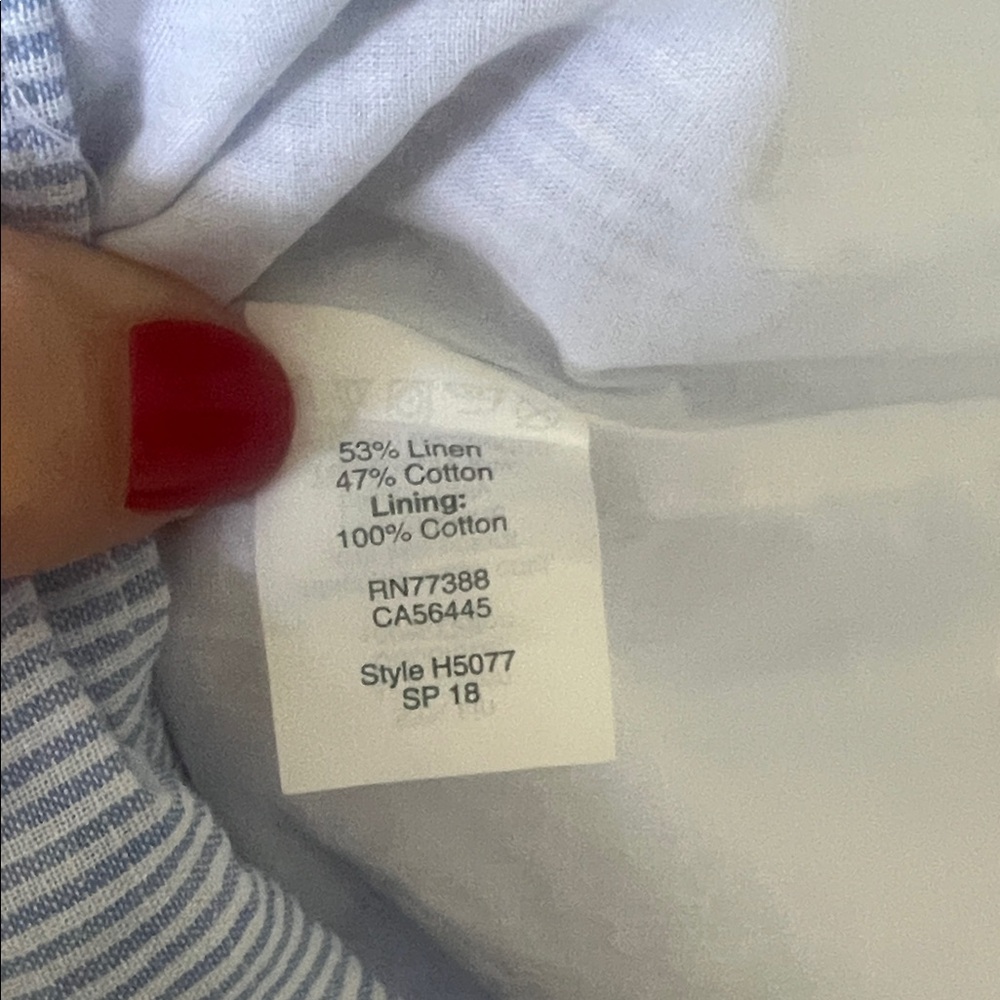 53% Linen
47% Cotton
Lining:
100% Cotton
RN77388
CA56445
Style H5077
SP 18